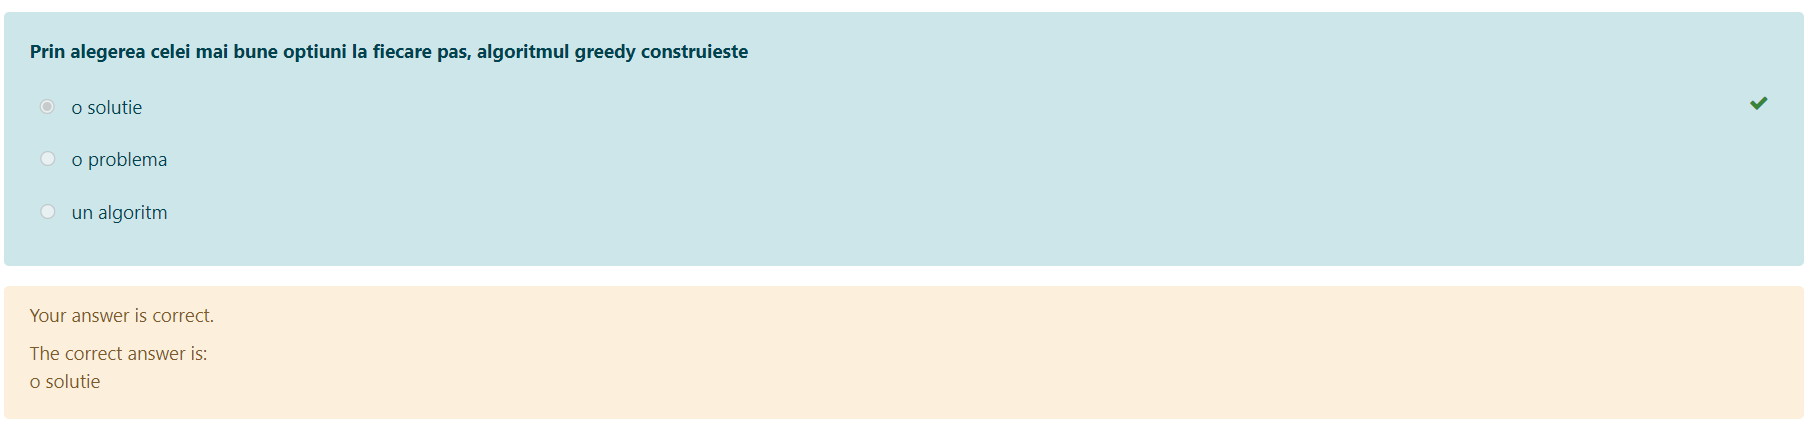 Prin alegerea celei mai bune optiuni la fiecare pas, algoritmul greedy construieste
o solutie
o problema
un algoritm
Your answer is correct.
The correct answer is:
o solutie